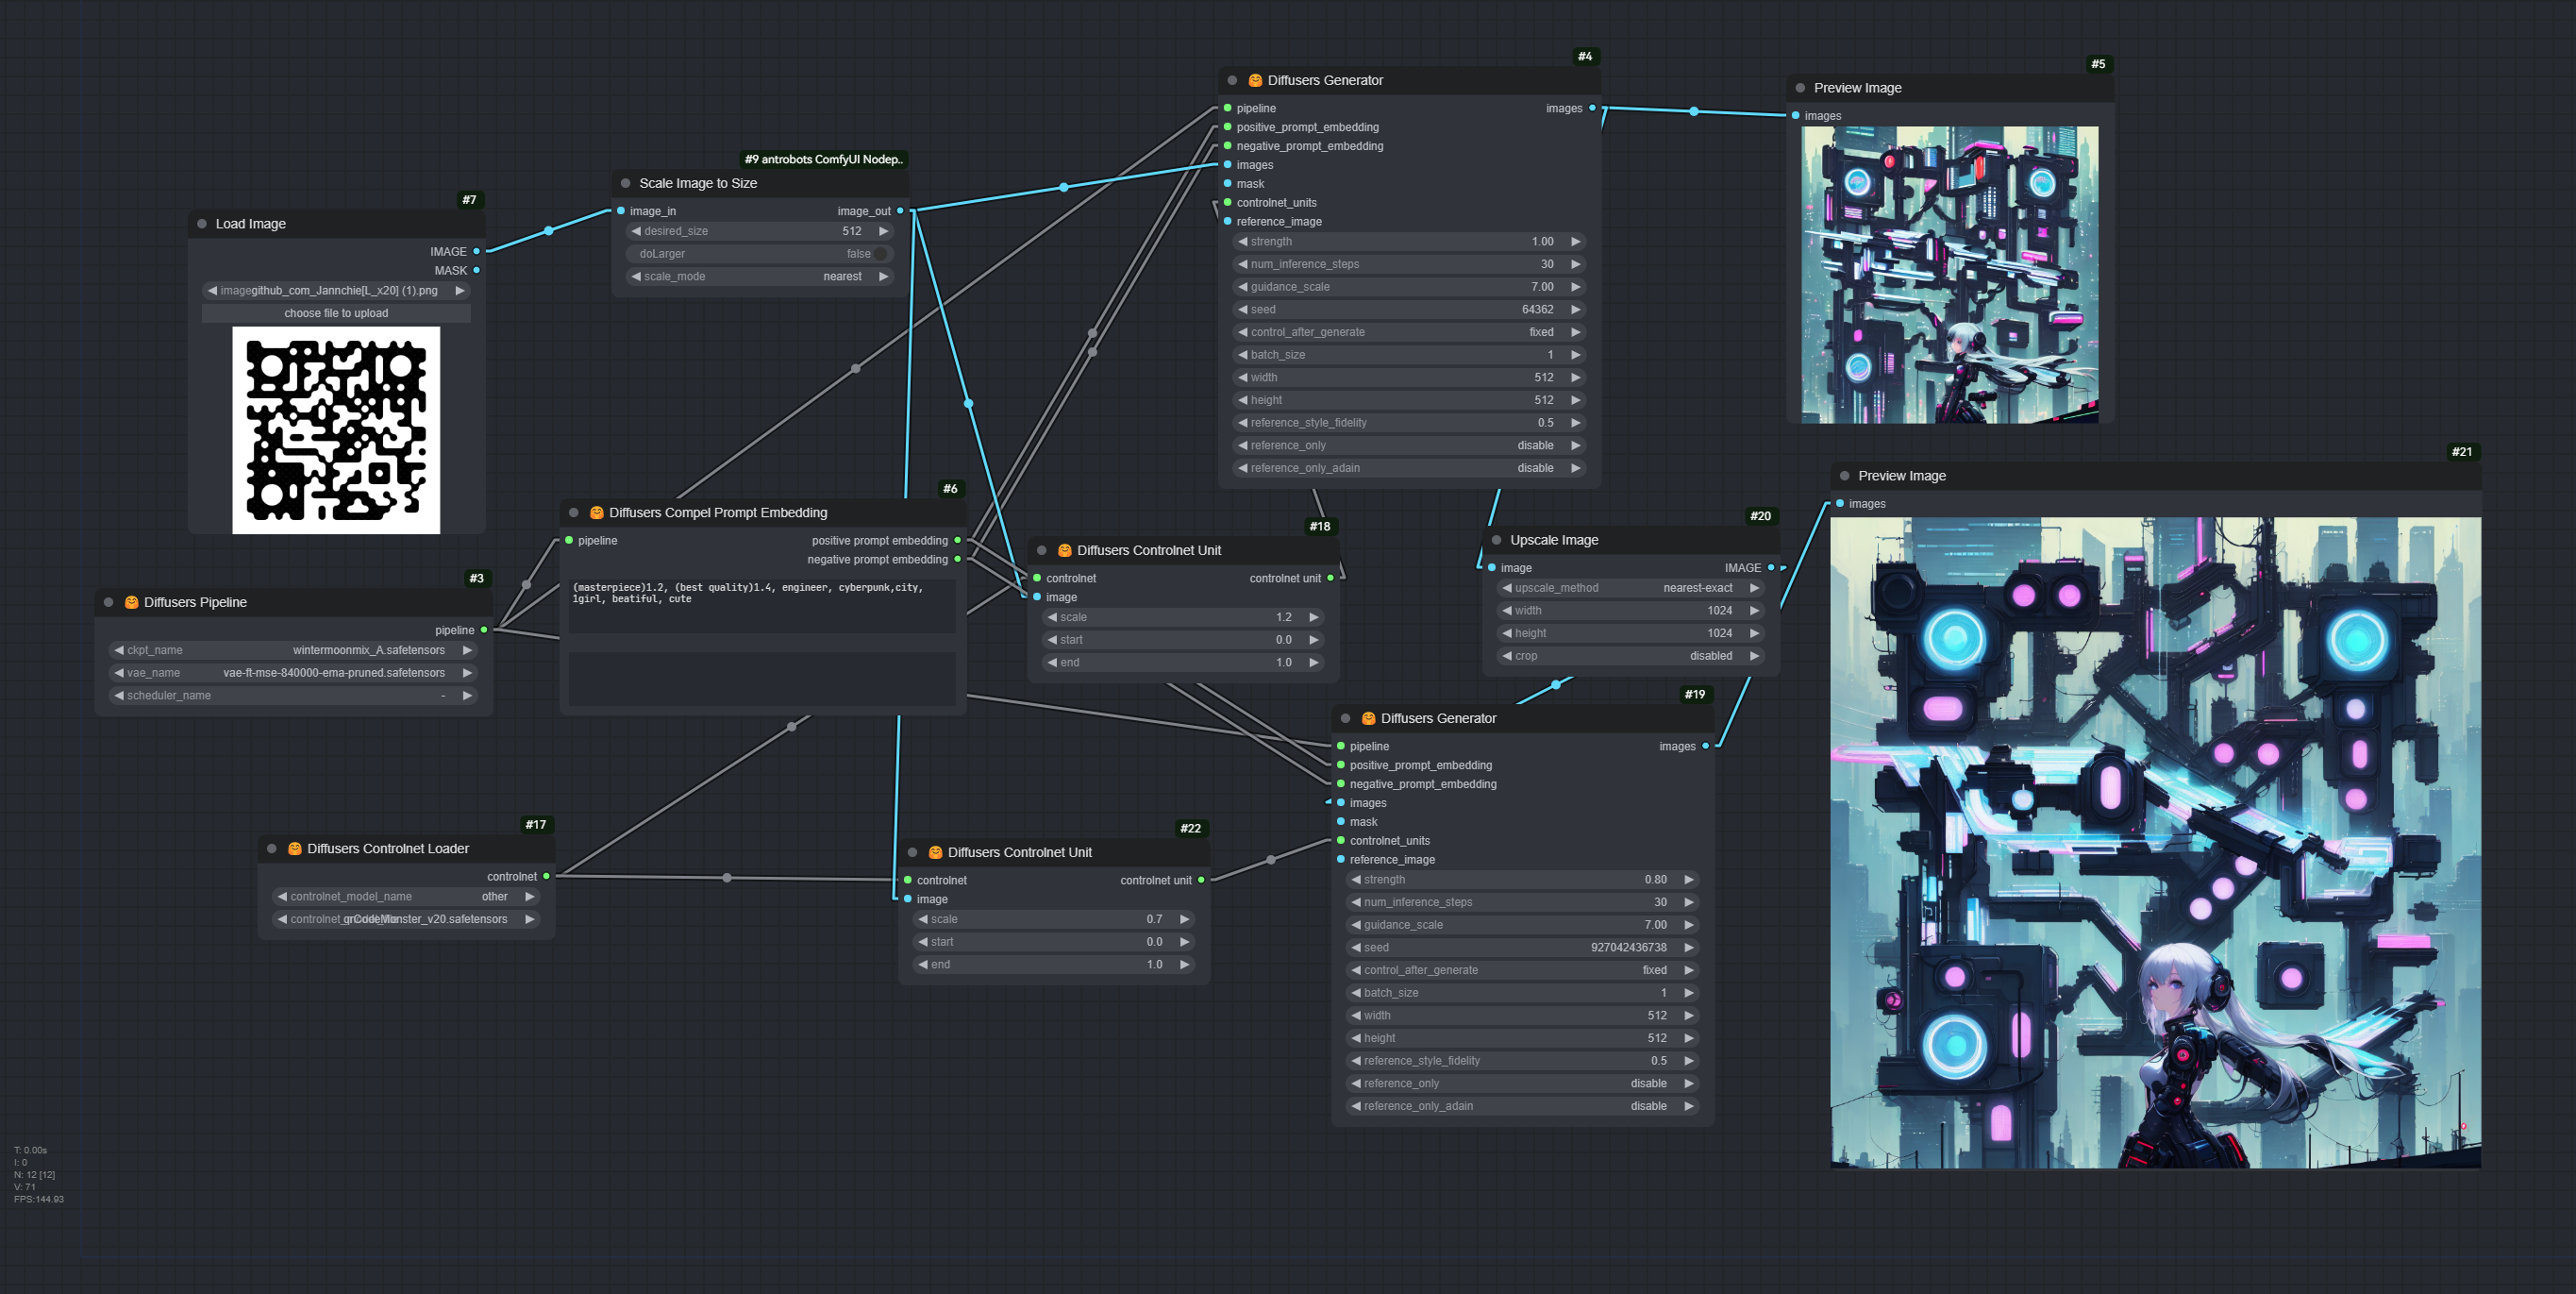 #7
Load Image
IMAGE
MASK
github_com_Jannchie[L_x20] (1).png
choose file to upload
#9 antrobots ComfyUI Nodep..
Scale Image to Size
image_in image_out
desired_size 512
doLarger false
scale_mode nearest
#4
Diffusers Generator
pipeline images
positive_prompt_embedding
negative_prompt_embedding
images
mask
controlnet_units
reference_image
strength 1.00
num_inference_steps 30
guidance_scale 7.00
seed 64362
control_after_generate fixed
batch_size 1
width 512
height 512
reference_style_fidelity 0.5
reference_only disable
reference_only_adain disable
#5
Preview Image
images
#3
Diffusers Pipeline
pipeline
ckpt_name wintermoonmix_A.safetensors
vae_name vae-ft-mse-840000-ema-pruned.safetensors
scheduler_name -
#6
Diffusers Compel Prompt Embedding
pipeline positive prompt embedding
negative prompt embedding
(masterpiece)1.2, (best quality)1.4, engineer, cyberpunk,city,
1girl, beatiful, cute
#18
Diffusers Controlnet Unit
controlnet controlnet unit
image
scale 1.2
start 0.0
end 1.0
#20
Upscale Image
image IMAGE
upscale_method nearest-exact
width 1024
height 1024
crop disabled
#21
Preview Image
images
#17
Diffusers Controlnet Loader
controlnet
controlnet_model_name other
#22
Diffusers Controlnet Unit
controlnet controlnet unit
image
scale 0.7
start 0.0
end 1.0
#19
Diffusers Generator
pipeline images
positive_prompt_embedding
negative_prompt_embedding
images
mask
controlnet_units
reference_image
strength 0.80
num_inference_steps 30
guidance_scale 7.00
seed 927042436738
control_after_generate fixed
batch_size 1
width 512
height 512
reference_style_fidelity 0.5
reference_only disable
reference_only_adain disable
T: 0.00s
I: 0
N: 12 [12]
V: 71
FPS:144.93